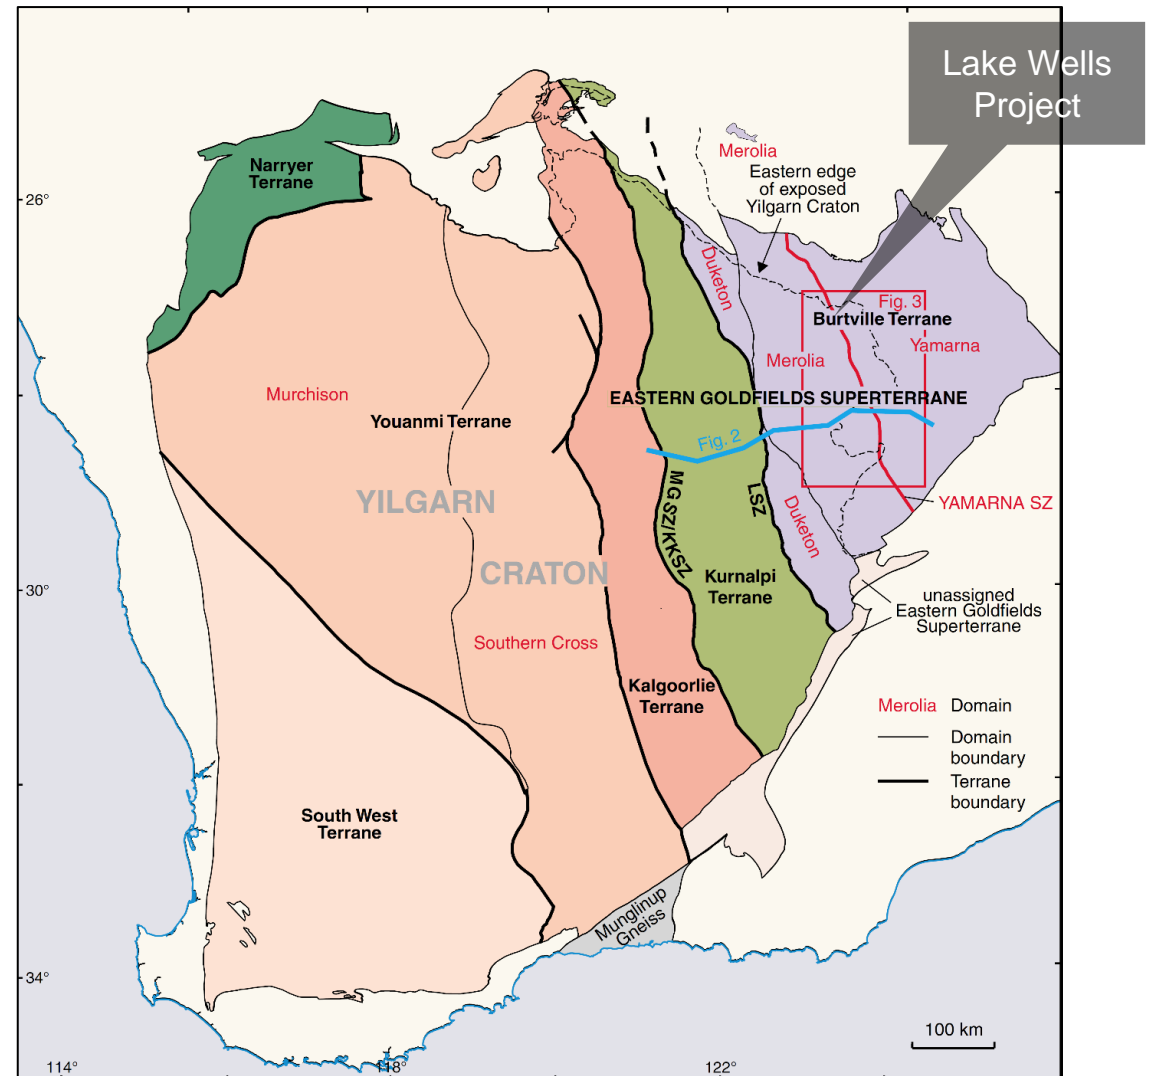 Lake Wells
Project
Merolia
Eastern edge
of exposed
Yilgarn Craton
Narryer
Terrane
26°
Duketon
Fig. 3
Burtville Terrane
Yamarna
Merolia
Murchison
EASTERN GOLDFIELDS SUPERTERRANE
Youanmi Terrane
Fig. 2
YILGARN
MGSZ/KKSZ
LSZ
Duketon
YAMARNA SZ
CRATON
30°
Kurnalpi
Terrane
unassigned
Eastern Goldfields
Superterrane
Southern Cross
Kalgoorlie
Terrane
Merolia Domain
Domain
boundary
Terrane
boundary
South West
Terrane
Munglinup
Gneiss
34°
100 km
114°
118°
122°